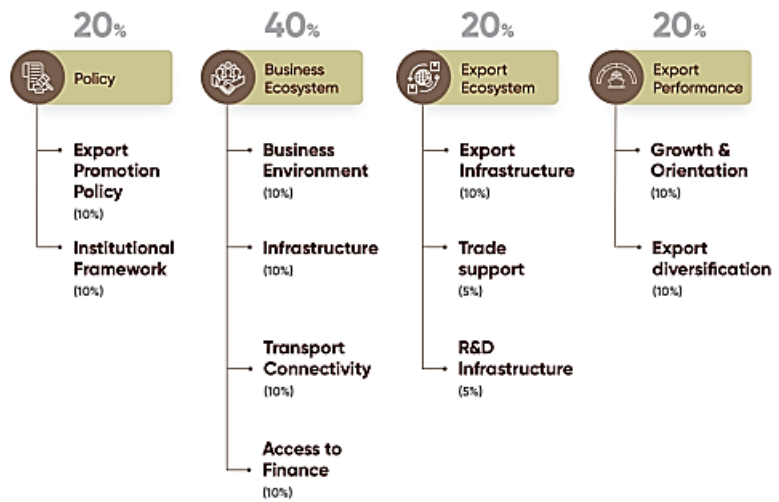 20%
Policy
Export
Promotion
Policy
(10%)
Institutional
Framework
(10%)
40%
Business
Ecosystem
Business
Environment
(10%)
Infrastructure
(10%)
Transport
Connectivity
(10%)
Access to
Finance
(10%)
20%
Export
Ecosystem
Export
Infrastructure
(10%)
Trade
support
(5%)
R&D
Infrastructure
(5%)
20%
Export
Performance
Growth &
Orientation
(10%)
Export
diversification
(10%)